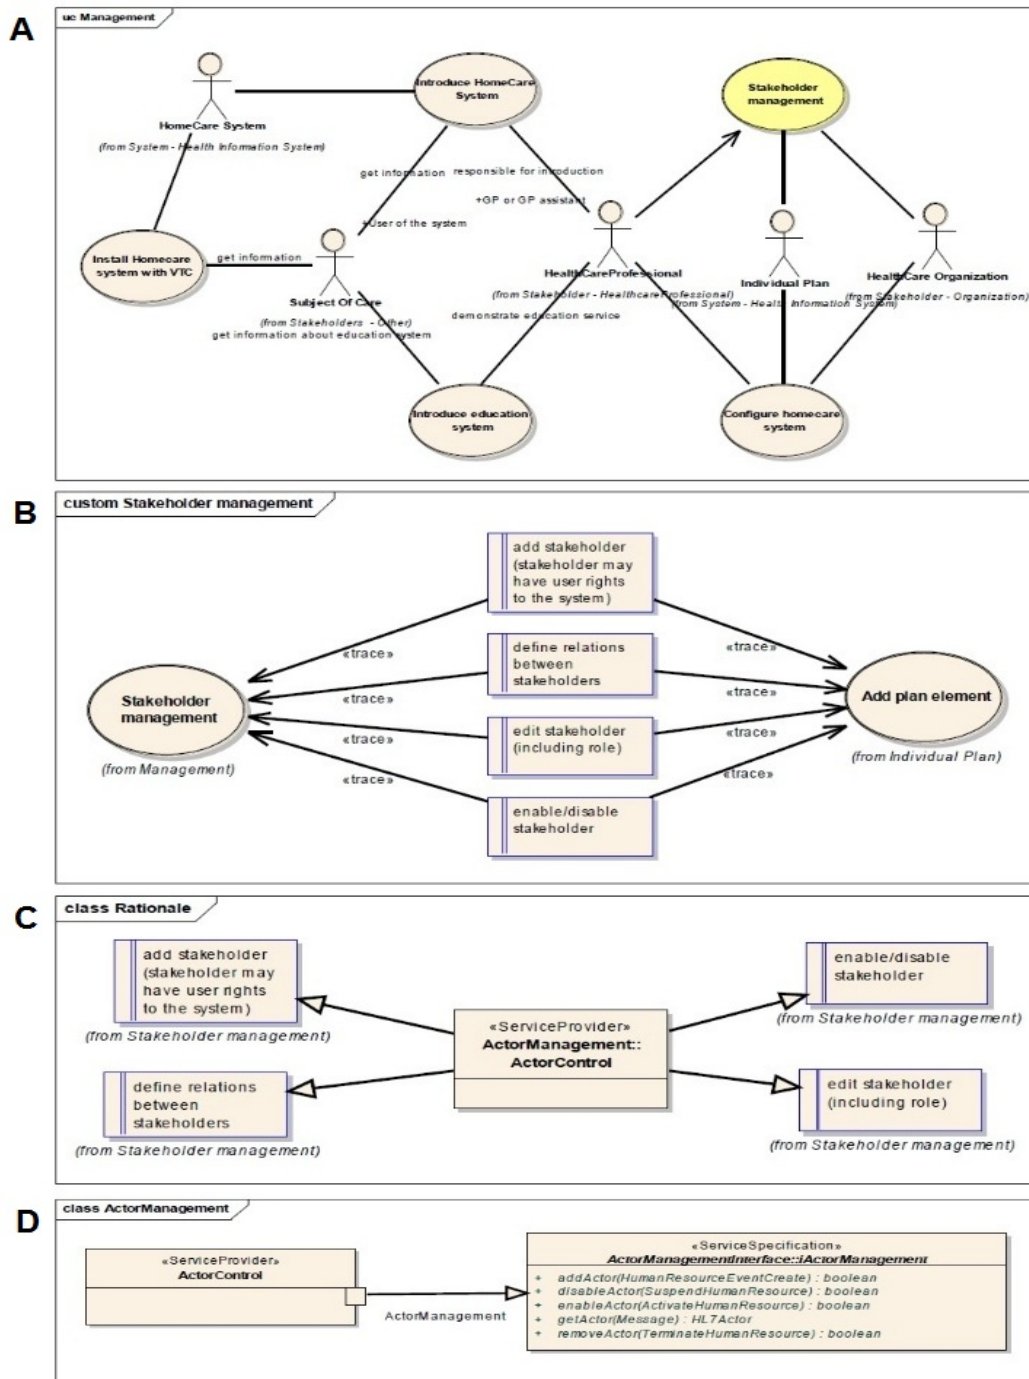 A
uc Management
Introduce HomeCare
System
Stakeholder
management
HomeCare System
(from System - Health Information System)
get information
responsible for introduction
+GP or GP assistant
+User of the system
Install Homecare
system with VTC
get information
Subject Of Care
(from Stakeholders - Other)
get information about education system
HealthCareProfessional
(from Stakeholder - HealthcareProfessional)
demonstrate education service
Individual Plan
(from System - Health Information System)
HealthCare Organization
(from Stakeholder - Organization)
Introduce education
system
Configure homecare
system
B
custom Stakeholder management
add stakeholder
(stakeholder may
have user rights
to the system)
define relations
between
stakeholders
edit stakeholder
(including role)
enable/disable
stakeholder
«trace»
«trace»
«trace»
«trace»
«trace»
«trace»
«trace»
«trace»
Stakeholder
management
(from Management)
Add plan element
(from Individual Plan)
C
class Rationale
add stakeholder
(stakeholder may
have user rights
to the system)
(from Stakeholder management)
define relations
between
stakeholders
(from Stakeholder management)
«ServiceProvider»
ActorManagement::
ActorControl
enable/disable
stakeholder
(from Stakeholder management)
edit stakeholder
(including role)
(from Stakeholder management)
D
class ActorManagement
«ServiceProvider»
ActorControl
ActorManagement
«ServiceSpecification»
ActorManagementInterface::iActorManagement
+ addActor(HumanResourceEventCreate) : boolean
+ disableActor(SuspendHumanResource) : boolean
+ enableActor(ActivateHumanResource) : boolean
+ getActor(Message) : HL7Actor
+ removeActor(TerminateHumanResource) : boolean